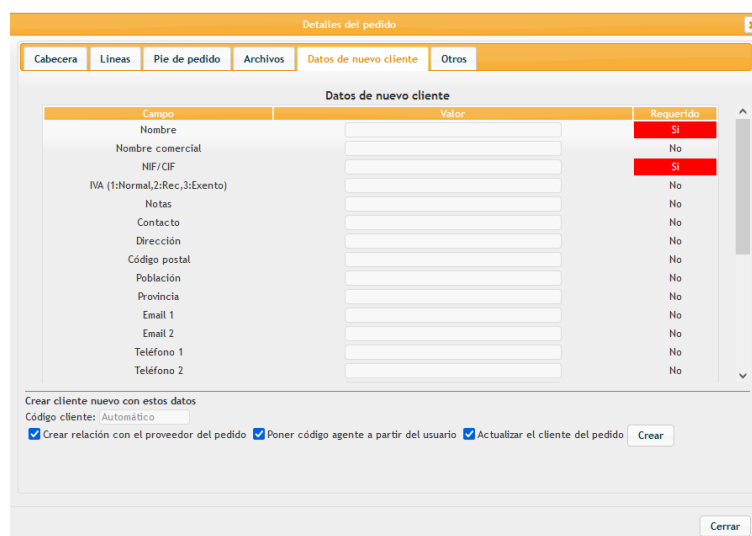 Detalles del pedido
Cabecera Lineas Pie de pedido Archivos Datos de nuevo cliente Otros
Datos de nuevo cliente
Campo Valor Requerido
Nombre Si
Nombre comercial No
NIF/CIF Si
IVA (1:Normal,2:Rec,3:Exento) No
Notas No
Contacto No
Dirección No
Código postal No
Población No
Provincia No
Email 1 No
Email 2 No
Teléfono 1 No
Teléfono 2 No
Crear cliente nuevo con estos datos
Código cliente: Automático
Crear relación con el proveedor del pedido Poner código agente a partir del usuario Actualizar el cliente del pedido Crear
Cerrar